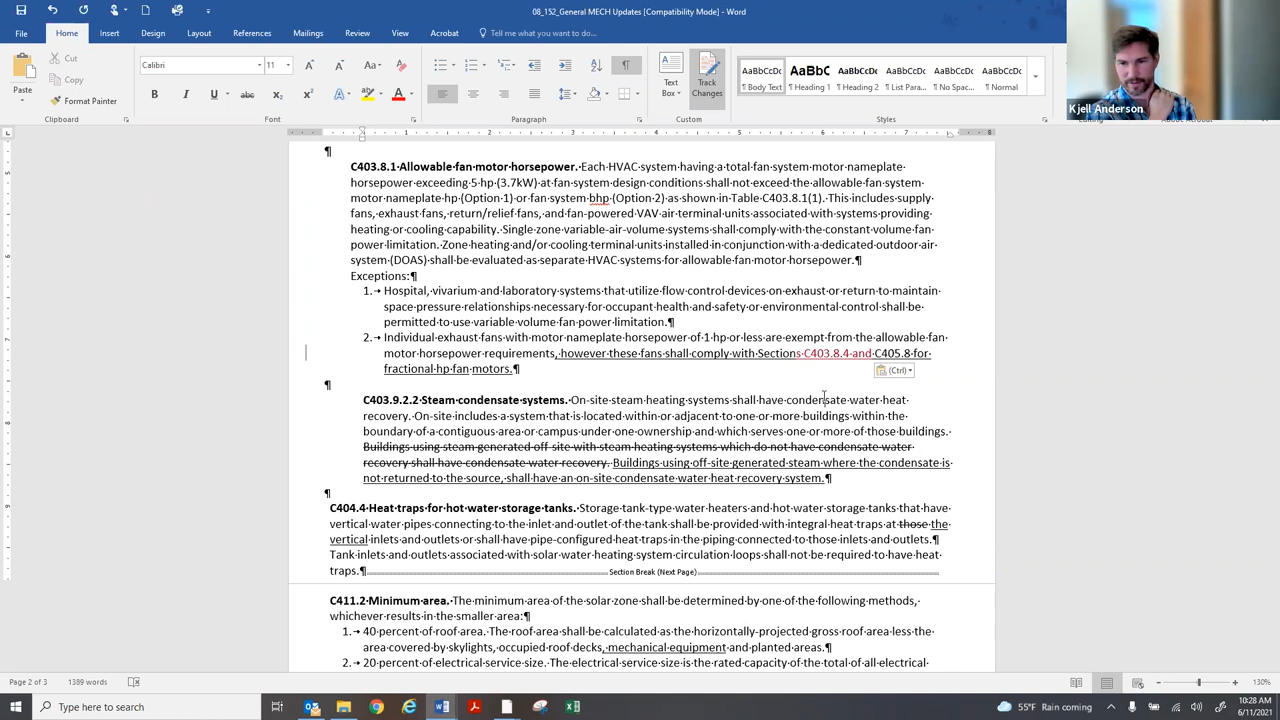 08_152_General MECH Updates [Compatibility Mode] - Word
File Home Insert Design Layout References Mailings Review View Acrobat Tell me what you want to do...
Cut
Copy
Paste
Format Painter
Calibri 11
Text Box
Track Changes
AaBbCcDc AaBbC AaBbCcDc AaBbCcDc AaBbCcDc AaBbCcDc
¶ Body Text ¶ Heading 1 ¶ Heading 2 ¶ List Para... ¶ No Spac... ¶ Normal
Clipboard Font Paragraph Custom Styles Editing
Kjell Anderson
C403.8.1 Allowable fan motor horsepower. Each HVAC system having a total fan system motor nameplate
horsepower exceeding 5 hp (3.7kW) at fan system design conditions shall not exceed the allowable fan system
motor nameplate hp (Option 1) or fan system bhp (Option 2) as shown in Table C403.8.1(1). This includes supply
fans, exhaust fans, return/relief fans, and fan-powered VAV air terminal units associated with systems providing
heating or cooling capability. Single zone variable-air-volume systems shall comply with the constant volume fan
power limitation. Zone heating and/or cooling terminal units installed in conjunction with a dedicated outdoor air
system (DOAS) shall be evaluated as separate HVAC systems for allowable fan motor horsepower.¶
Exceptions:¶
1. Hospital, vivarium and laboratory systems that utilize flow control devices on exhaust or return to maintain
space pressure relationships necessary for occupant health and safety or environmental control shall be
permitted to use variable volume fan power limitation.¶
2. Individual exhaust fans with motor nameplate horsepower of 1 hp or less are exempt from the allowable fan
motor horsepower requirements, however these fans shall comply with Sections C403.8.4 and C405.8 for
fractional hp fan motors.¶
(Ctrl)
C403.9.2.2 Steam condensate systems. On-site steam heating systems shall have condensate water heat
recovery. On-site includes a system that is located within or adjacent to one or more buildings within the
boundary of a contiguous area or campus under one ownership and which serves one or more of those buildings.
Buildings using steam generated off-site with steam heating systems which do not have condensate water
recovery shall have condensate water recovery. Buildings using off-site generated steam where the condensate is
not returned to the source, shall have an on-site condensate water heat recovery system.¶
C404.4 Heat traps for hot water storage tanks. Storage tank-type water heaters and hot water storage tanks that have
vertical water pipes connecting to the inlet and outlet of the tank shall be provided with integral heat traps at those the
vertical inlets and outlets or shall have pipe-configured heat traps in the piping connected to those inlets and outlets.¶
Tank inlets and outlets associated with solar water heating system circulation loops shall not be required to have heat
traps.¶ Section Break (Next Page)
C411.2 Minimum area. The minimum area of the solar zone shall be determined by one of the following methods,
whichever results in the smaller area:¶
1. 40 percent of roof area. The roof area shall be calculated as the horizontally-projected gross roof area less the
area covered by skylights, occupied roof decks, mechanical equipment and planted areas.¶
2. 20 percent of electrical service size. The electrical service size is the rated capacity of the total of all electrical
Page 2 of 3 1389 words 130%
Type here to search
55°F Raining coming
10:28 AM
6/11/2021